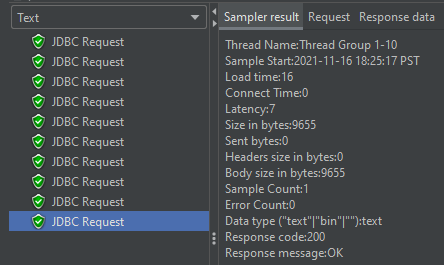 Text
JDBC Request
JDBC Request
JDBC Request
JDBC Request
JDBC Request
JDBC Request
JDBC Request
JDBC Request
JDBC Request
JDBC Request
Sampler result Request Response data
Thread Name:Thread Group 1-10
Sample Start:2021-11-16 18:25:17 PST
Load time:16
Connect Time:0
Latency:7
Size in bytes:9655
Sent bytes:0
Headers size in bytes:0
Body size in bytes:9655
Sample Count:1
Error Count:0
Data type ("text"|"bin"|""):text
Response code:200
Response message:OK